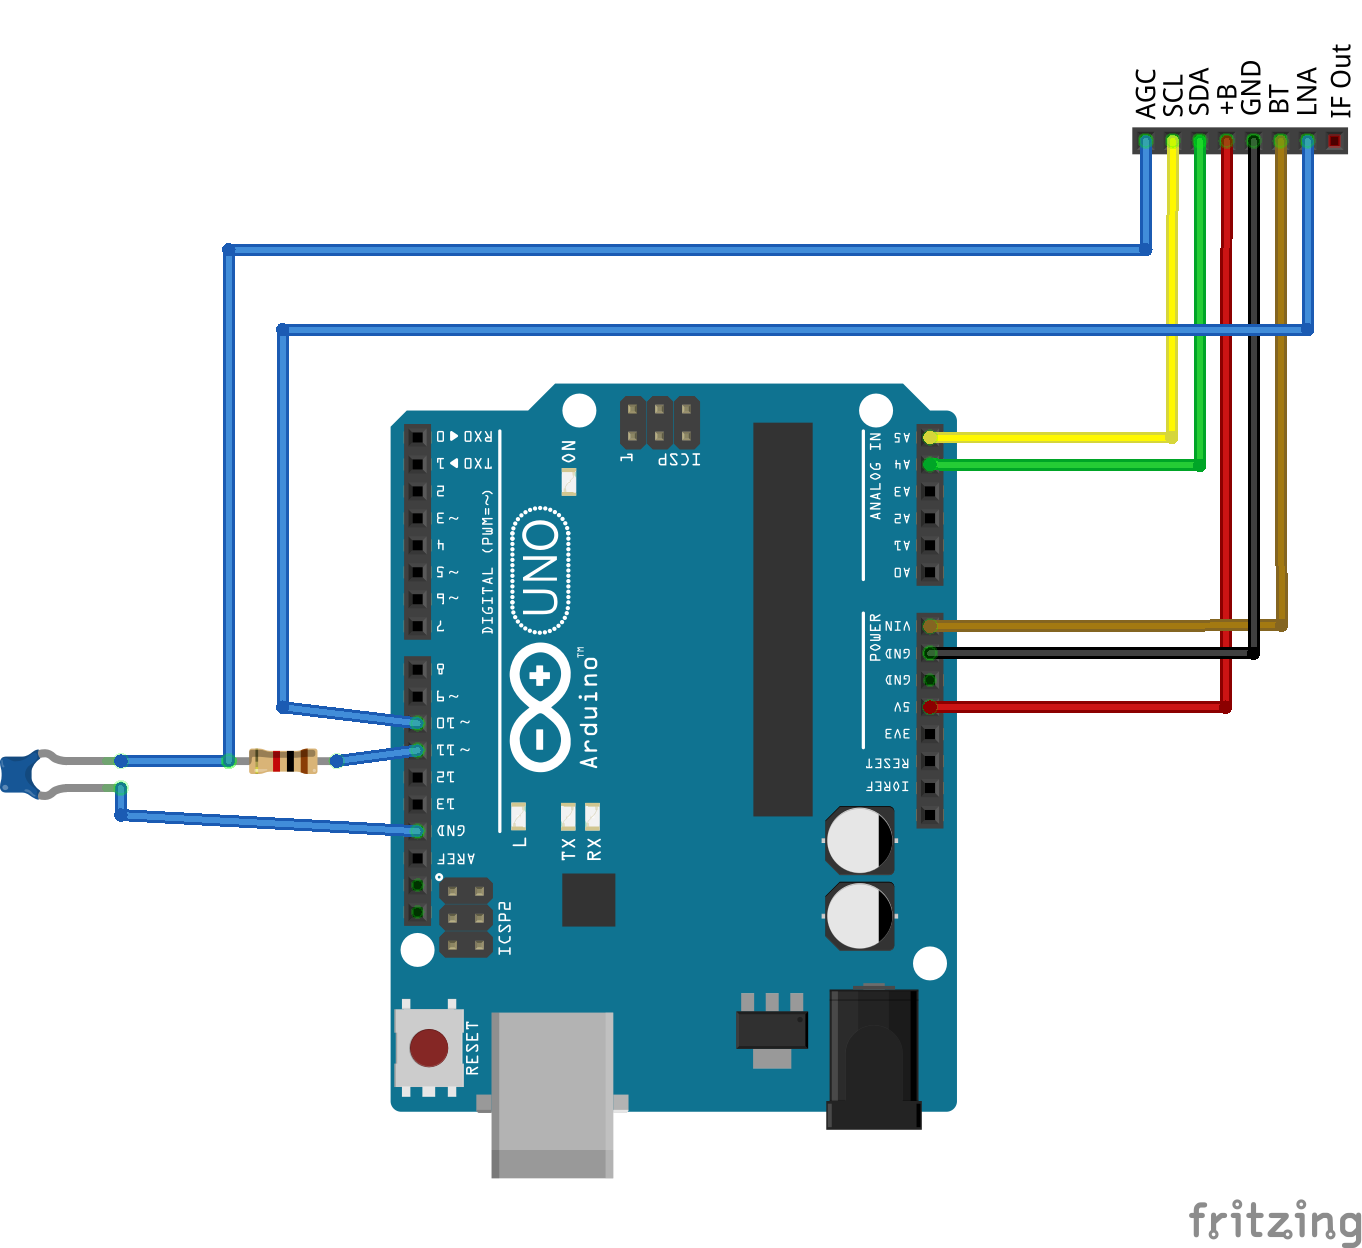 AGC
SCL
SDA
+B
GND
BT
LNA
IF Out
RX0 ▶ 0
TX0 ▶ 1
2
~ 3
4
~ 5
~ 6
7
DIGITAL (PWM=~)
8
~ 9
~ 10
~ 11
12
13
GND
AREF
ON
1
ICSP
UNO
Arduino™
ANALOG IN
A5
A4
A3
A2
A1
A0
POWER
VIN
GND
GND
5V
3V3
RESET
IOREF
L
TX
RX
ICSP2
RESET
fritzing